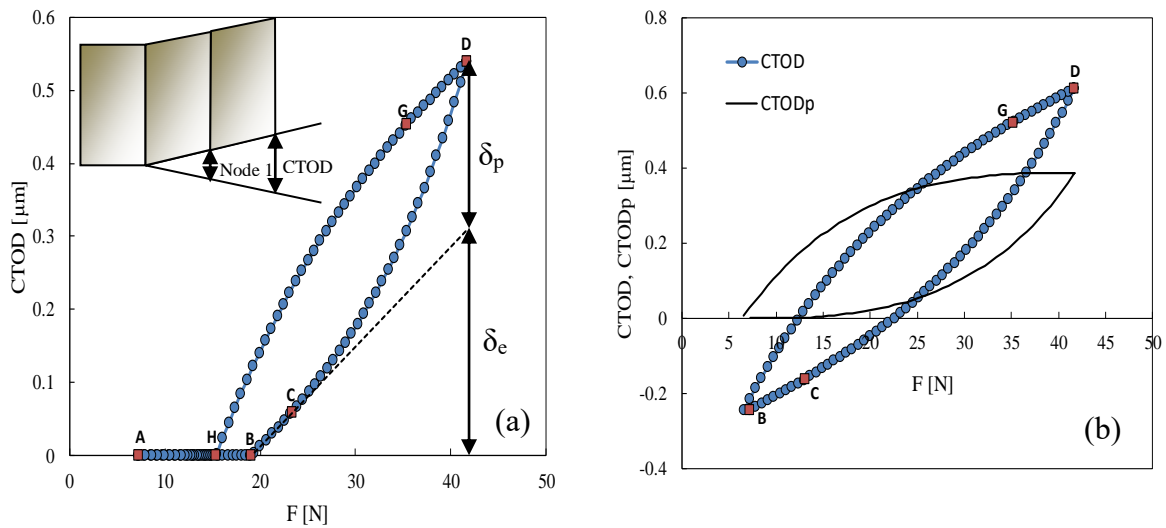 0.6
0.5
0.4
0.3
0.2
0.1
0
CTOD [µm]
0 10 20 30 40 50
F [N]
Node 1
CTOD
A
H
B
C
G
D
δp
δe
(a)
0.8
0.6
0.4
0.2
0
-0.2
-0.4
CTOD, CTODp [µm]
0 5 10 15 20 25 30 35 40 45 50
F [N]
CTOD
CTODp
B
C
G
D
(b)